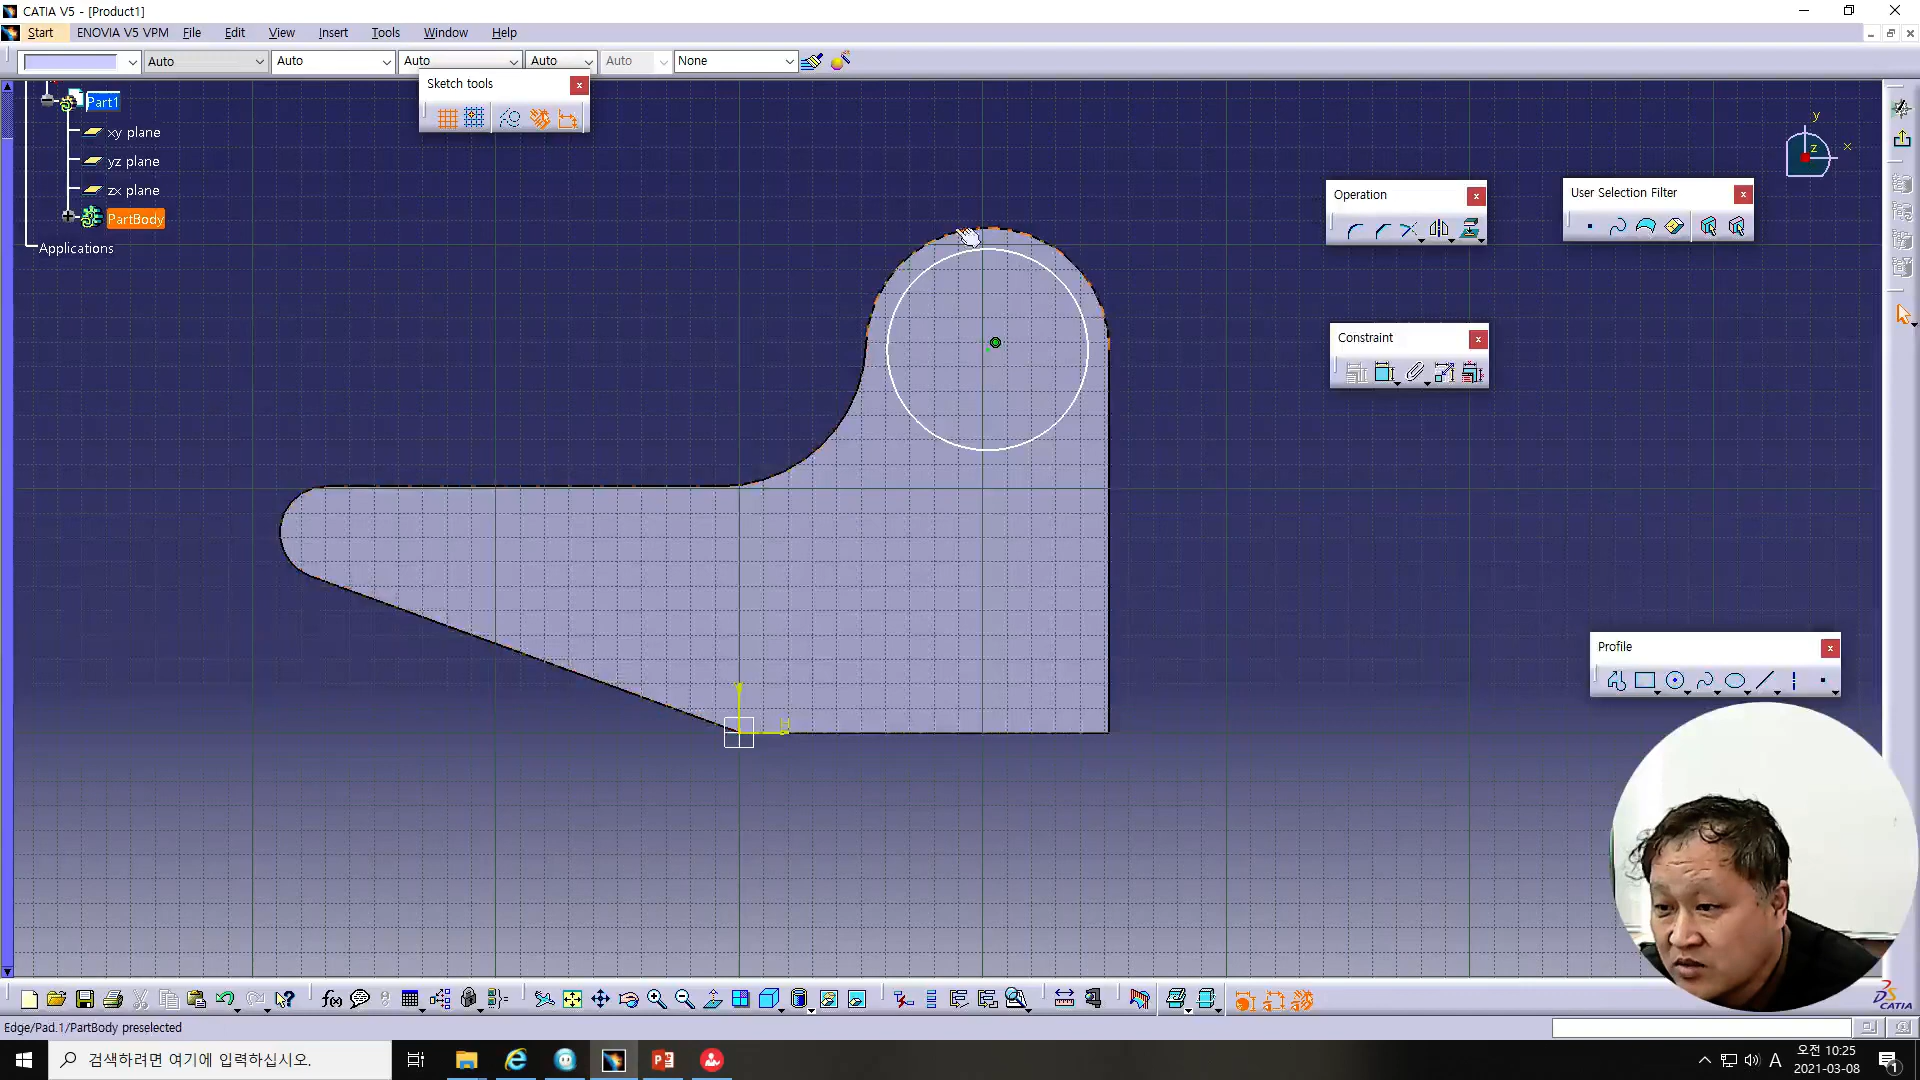 CATIA V5 - [Product1]
Start ENOVIA V5 VPM File Edit View Insert Tools Window Help
Auto Auto Auto Auto Auto None
Sketch tools
Part1
xy plane
yz plane
zx plane
PartBody
Applications
y
z x
Operation
User Selection Filter
Constraint
Profile
H
f(x)
Edge/Pad.1/PartBody preselected
DS CATIA
검색하려면 여기에 입력하십시오.
A
오전 10:25
2021-03-08
1